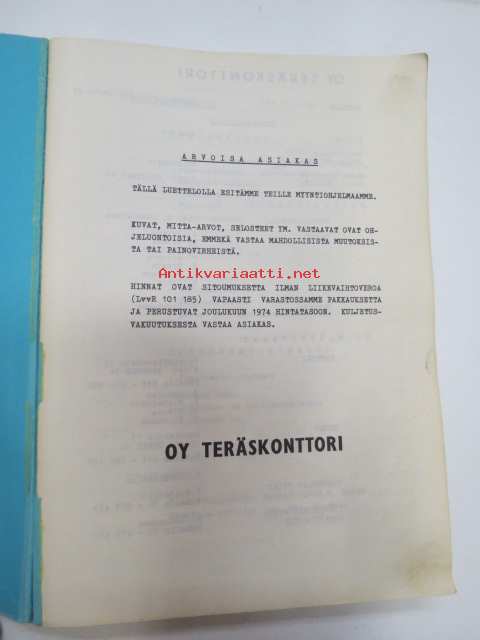 OY TERÄSKONTTORI
ARVOISA ASIAKAS
TÄLLÄ LUETTELOLLA ESITÄMME TEILLE MYYNTIOHJELMAAMME.
KUVAT, MITTA-ARVOT, SELOSTEET YM. VASTAAVAT OVAT OH-
JELUONTOISIA, EMMEKÄ VASTAA MAHDOLLISISTA MUUTOKSIS-
TA TAI PAINOVIRHEISTÄ.
Antikvariaatti.net
HINNAT OVAT SITOUMUKSETTA ILMAN LIIKEVAIHTOVEROA
(LvvR 101 185) VAPAASTI VARASTOSSAMME PAKKAUKSETTA
JA PERUSTUVAT JOULUKUUN 1974 HINTATASOON. KULJETUS-
VAKUUTUKSESTA VASTAA ASIAKAS.
OY TERÄSKONTTORI